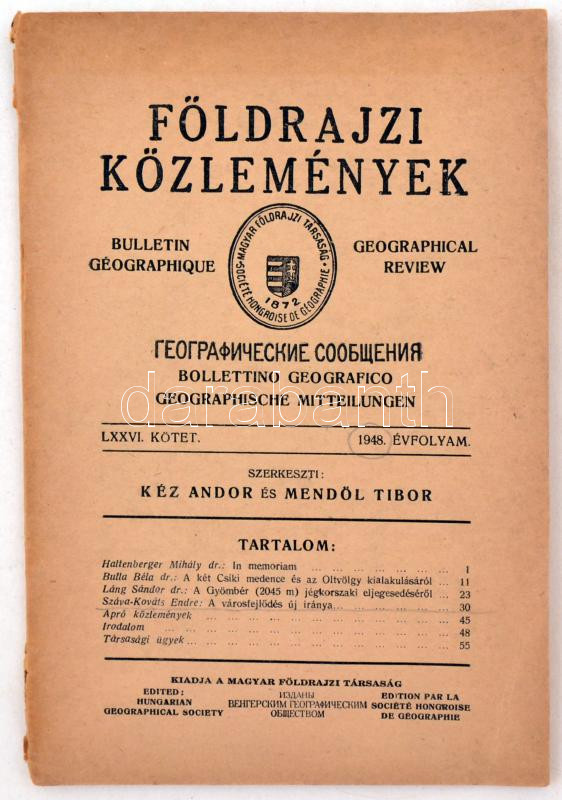 FÖLDRAJZI
KÖZLEMÉNYEK
BULLETIN
GÉOGRAPHIQUE
MAGYAR FÖLDRAJZI TÁRSASÁG
SOCIÉTÉ HONGROISE DE GÉOGRAPHIE
1872
GEOGRAPHICAL
REVIEW
ГЕОГРАФИЧЕСКИЕ СООБЩЕНИЯ
BOLLETTINO GEOGRAFICO
darabanth
GEOGRAPHISCHE MITTEILUNGEN
LXXVI. KÖTET. 1948. ÉVFOLYAM.
SZERKESZTI:
KÉZ ANDOR ÉS MENDÖL TIBOR
TARTALOM:
Haltenberger Mihály dr.: In memoriam ... 1
Bulla Béla dr.: A két Csiki medence és az Oltvölgy kialakulásáról ... 11
Láng Sándor dr.: A Gyömbér (2045 m) jégkorszaki eljegesedéséről ... 23
Száva-Kováts Endre: A városfejlődés új iránya... 30
Apró közlemények ... 45
Irodalom ... 48
Társasági ügyek ... 55
KIADJA A MAGYAR FÖLDRAJZI TÁRSASÁG
EDITED:
HUNGARIAN
GEOGRAPHICAL SOCIETY
ИЗДАНЫ
ВЕНГЕРСКИМ ГЕОГРАФИЧЕСКИМ
ОБЩЕСТВОМ
EDITION PAR LA
SOCIÉTÉ HONGROISE
DE GÉOGRAPHIE